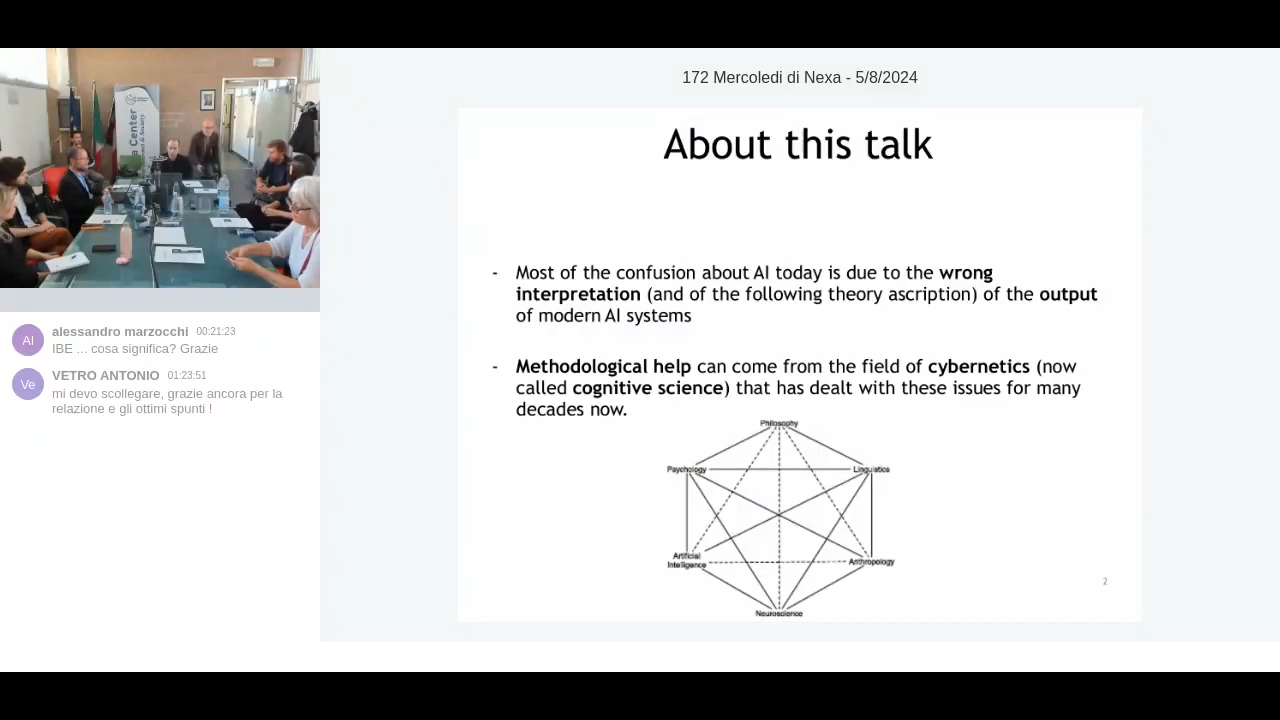 172 Mercoledi di Nexa - 5/8/2024
a Center
About this talk
- Most of the confusion about AI today is due to the wrong
interpretation (and of the following theory ascription) of the output
of modern AI systems
- Methodological help can come from the field of cybernetics (now
called cognitive science) that has dealt with these issues for many
decades now.
Philosophy
Psychology
Linguistics
Artificial
Intelligence
Anthropology
Neuroscience
2
Al
alessandro marzocchi 00:21:23
IBE ... cosa significa? Grazie
Ve
VETRO ANTONIO 01:23:51
mi devo scollegare, grazie ancora per la
relazione e gli ottimi spunti !